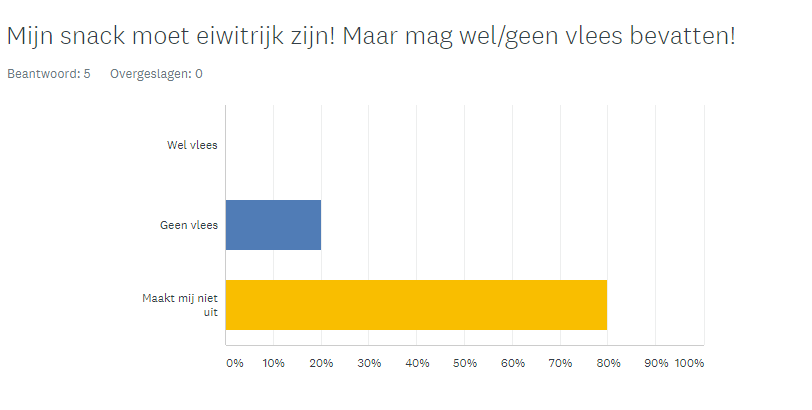 Mijn snack moet eiwitrijk zijn! Maar mag wel/geen vlees bevatten!
Beantwoord: 5 Overgeslagen: 0
Wel vlees
Geen vlees
Maakt mij niet
uit
0% 10% 20% 30% 40% 50% 60% 70% 80% 90% 100%